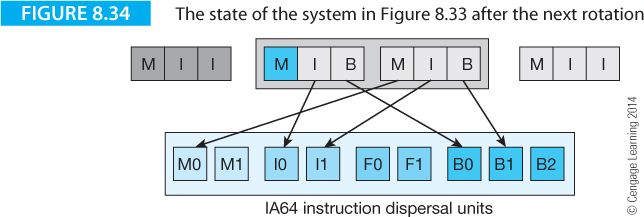 FIGURE 8.34 The state of the system in Figure 8.33 after the next rotation
M I I M I B M I B M I I
M0 M1 I0 I1 F0 F1 B0 B1 B2
IA64 instruction dispersal units
© Cengage Learning 2014